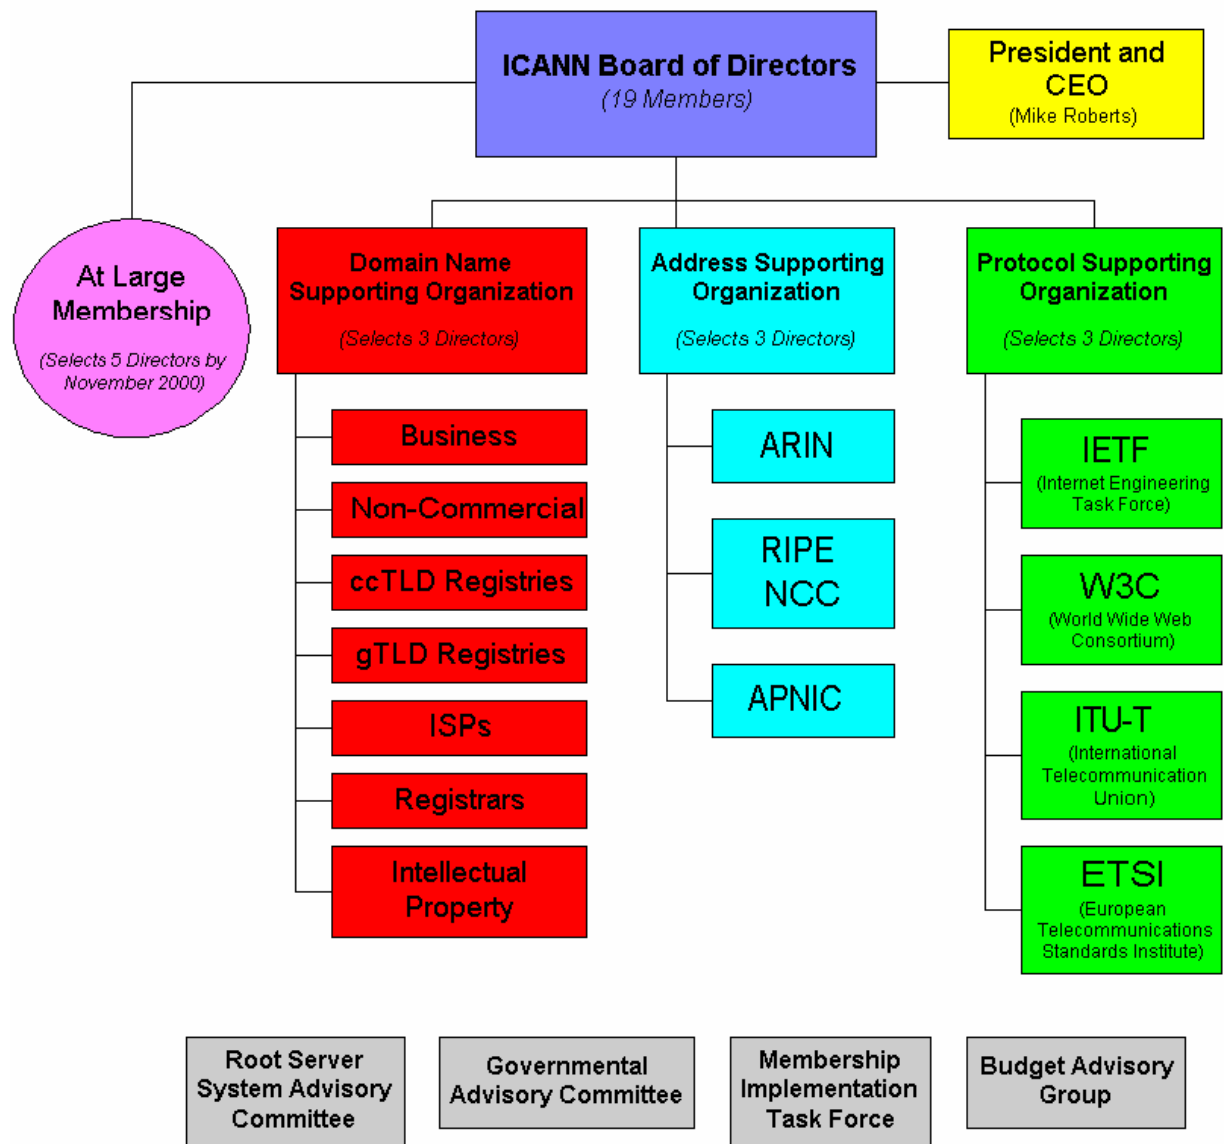 ICANN Board of Directors
(19 Members)
President and
CEO
(Mike Roberts)
At Large
Membership
(Selects 5 Directors by
November 2000)
Domain Name
Supporting Organization
(Selects 3 Directors)
Business
Non-Commercial
ccTLD Registries
gTLD Registries
ISPs
Registrars
Intellectual
Property
Address Supporting
Organization
(Selects 3 Directors)
ARIN
RIPE
NCC
APNIC
Protocol Supporting
Organization
(Selects 3 Directors)
IETF
(Internet Engineering
Task Force)
W3C
(World Wide Web
Consortium)
ITU-T
(International
Telecommunication
Union)
ETSI
(European
Telecommunications
Standards Institute)
Root Server
System Advisory
Committee
Governmental
Advisory Committee
Membership
Implementation
Task Force
Budget Advisory
Group